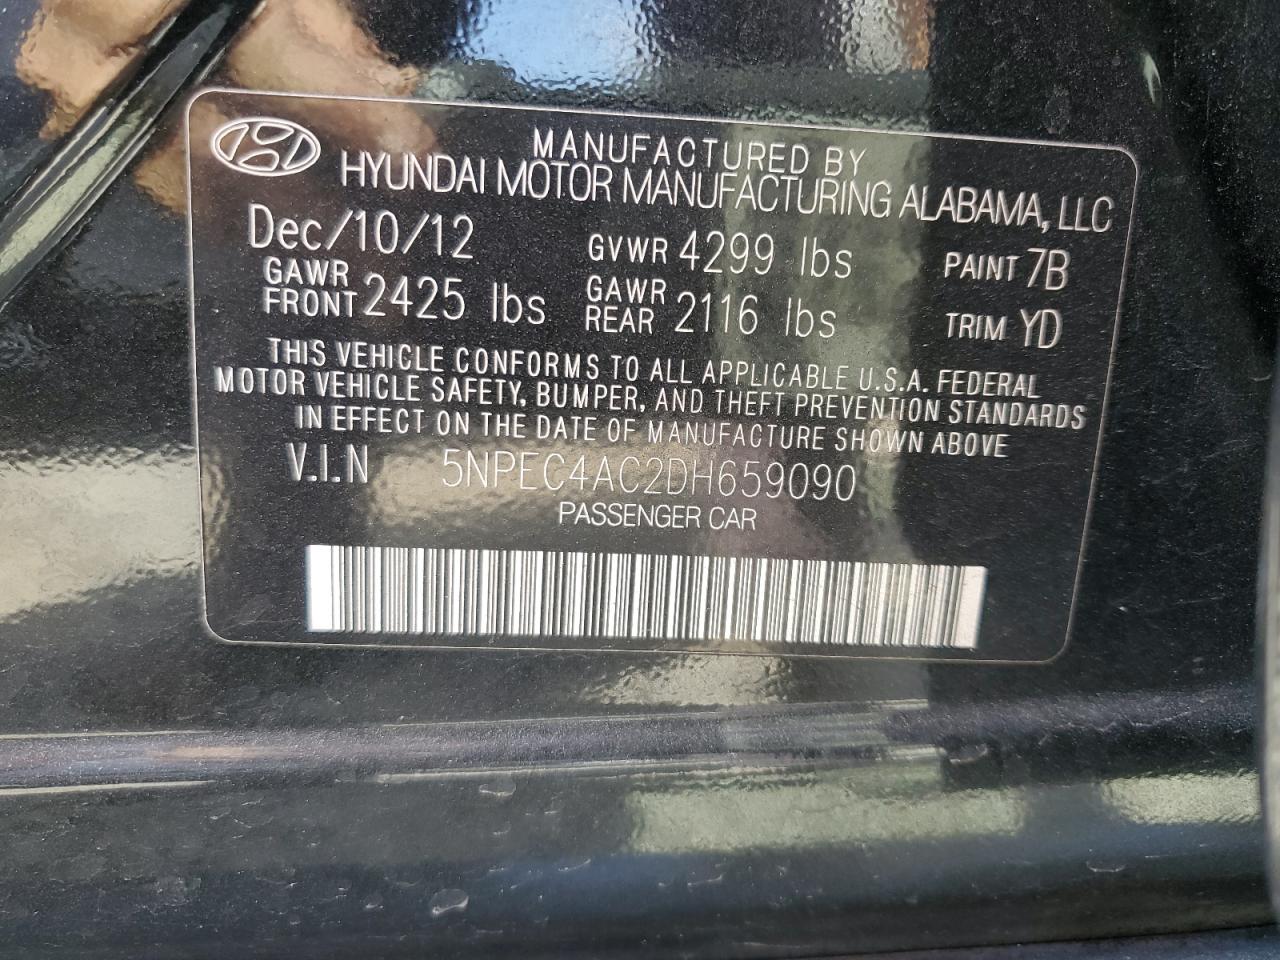 MANUFACTURED BY
HYUNDAI MOTOR MANUFACTURING ALABAMA, LLC
Dec/10/12 GVWR 4299 lbs PAINT 7B
GAWR FRONT 2425 lbs GAWR REAR 2116 lbs TRIM YD
THIS VEHICLE CONFORMS TO ALL APPLICABLE U.S.A. FEDERAL
MOTOR VEHICLE SAFETY, BUMPER, AND THEFT PREVENTION STANDARDS
IN EFFECT ON THE DATE OF MANUFACTURE SHOWN ABOVE
V.I.N 5NPEC4AC2DH659090
PASSENGER CAR